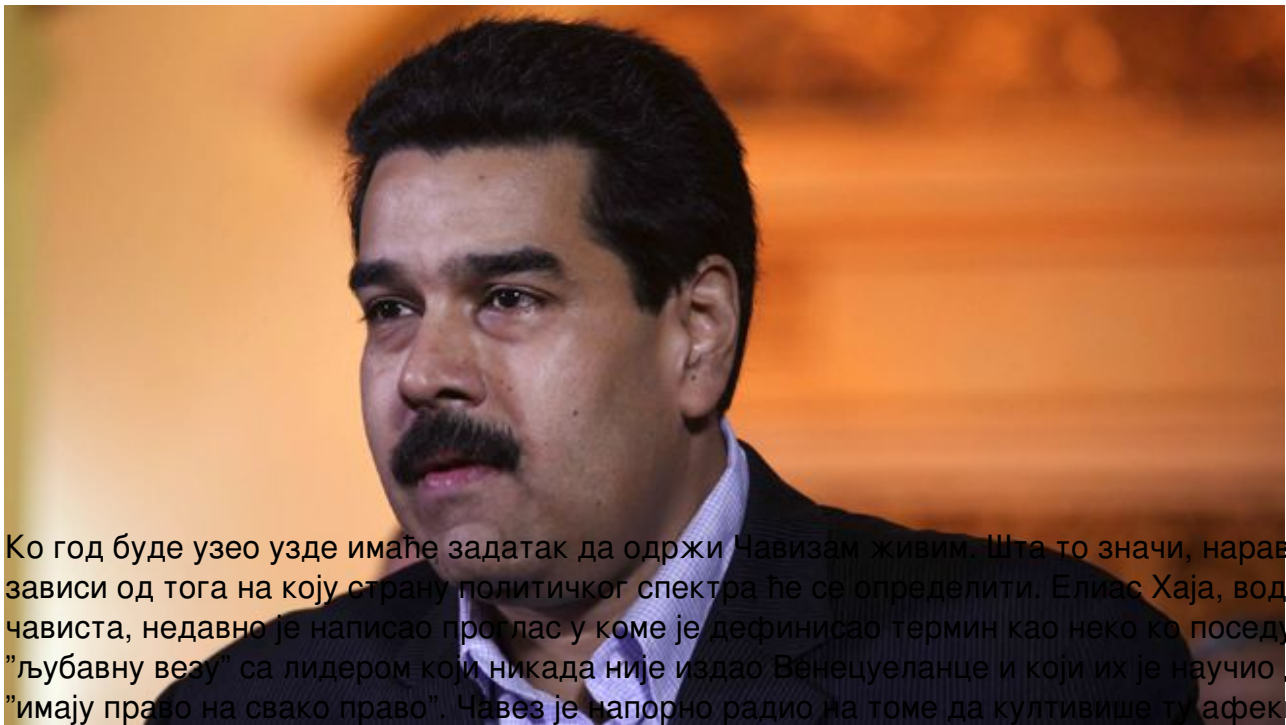 Ко год буде узео узде имаће задатак да одржи Чавизам живим. Шта то значи,
зависи од тога на коју страну политичког спектра ће се определити. Елиас Хаја,
чависта, недавно је написао проглас у коме је дефинисао термин као неко ко
"љубавну везу" са лидером који никада није издао Венецуеланце и који их је научио
"имају право на свако право". Чавез је напорно радио на томе да култивише ту